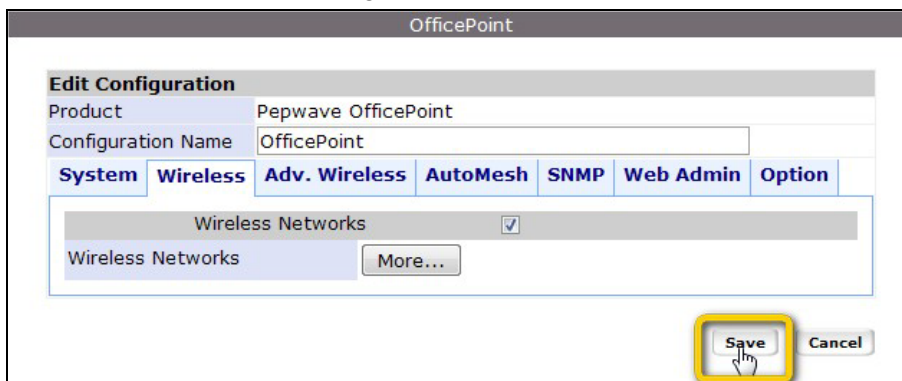 OfficePoint
Edit Configuration
Product Pepwave OfficePoint
Configuration Name OfficePoint
System Wireless Adv. Wireless AutoMesh SNMP Web Admin Option
Wireless Networks
Wireless Networks More...
Save Cancel